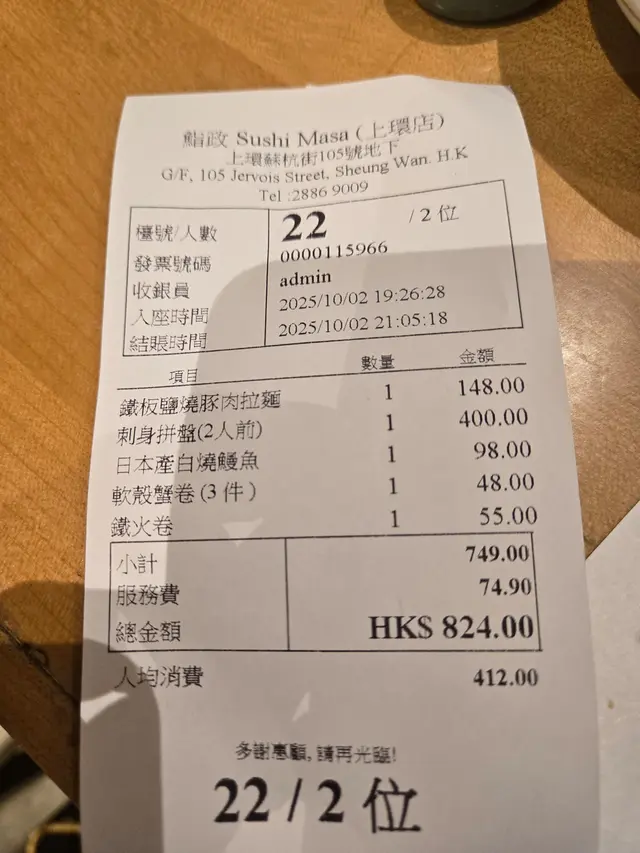 鮨政 Sushi Masa (上環店)
上環蘇杭街105號地下
G/F, 105 Jervois Street, Sheung Wan. H.K
Tel :2886 9009
檯號/人數 22 / 2 位
發票號碼 0000115966
收銀員 admin
入座時間 2025/10/02 19:26:28
結賬時間 2025/10/02 21:05:18
項目 數量 金額
鐵板鹽燒豚肉拉麵 1 148.00
刺身拼盤(2人前) 1 400.00
日本產白燒鰻魚 1 98.00
軟殼蟹卷 (3 件 ) 1 48.00
鐵火卷 1 55.00
小計 749.00
服務費 74.90
總金額 HK$ 824.00
人均消費 412.00
多謝惠顧, 請再光臨!
22 / 2 位